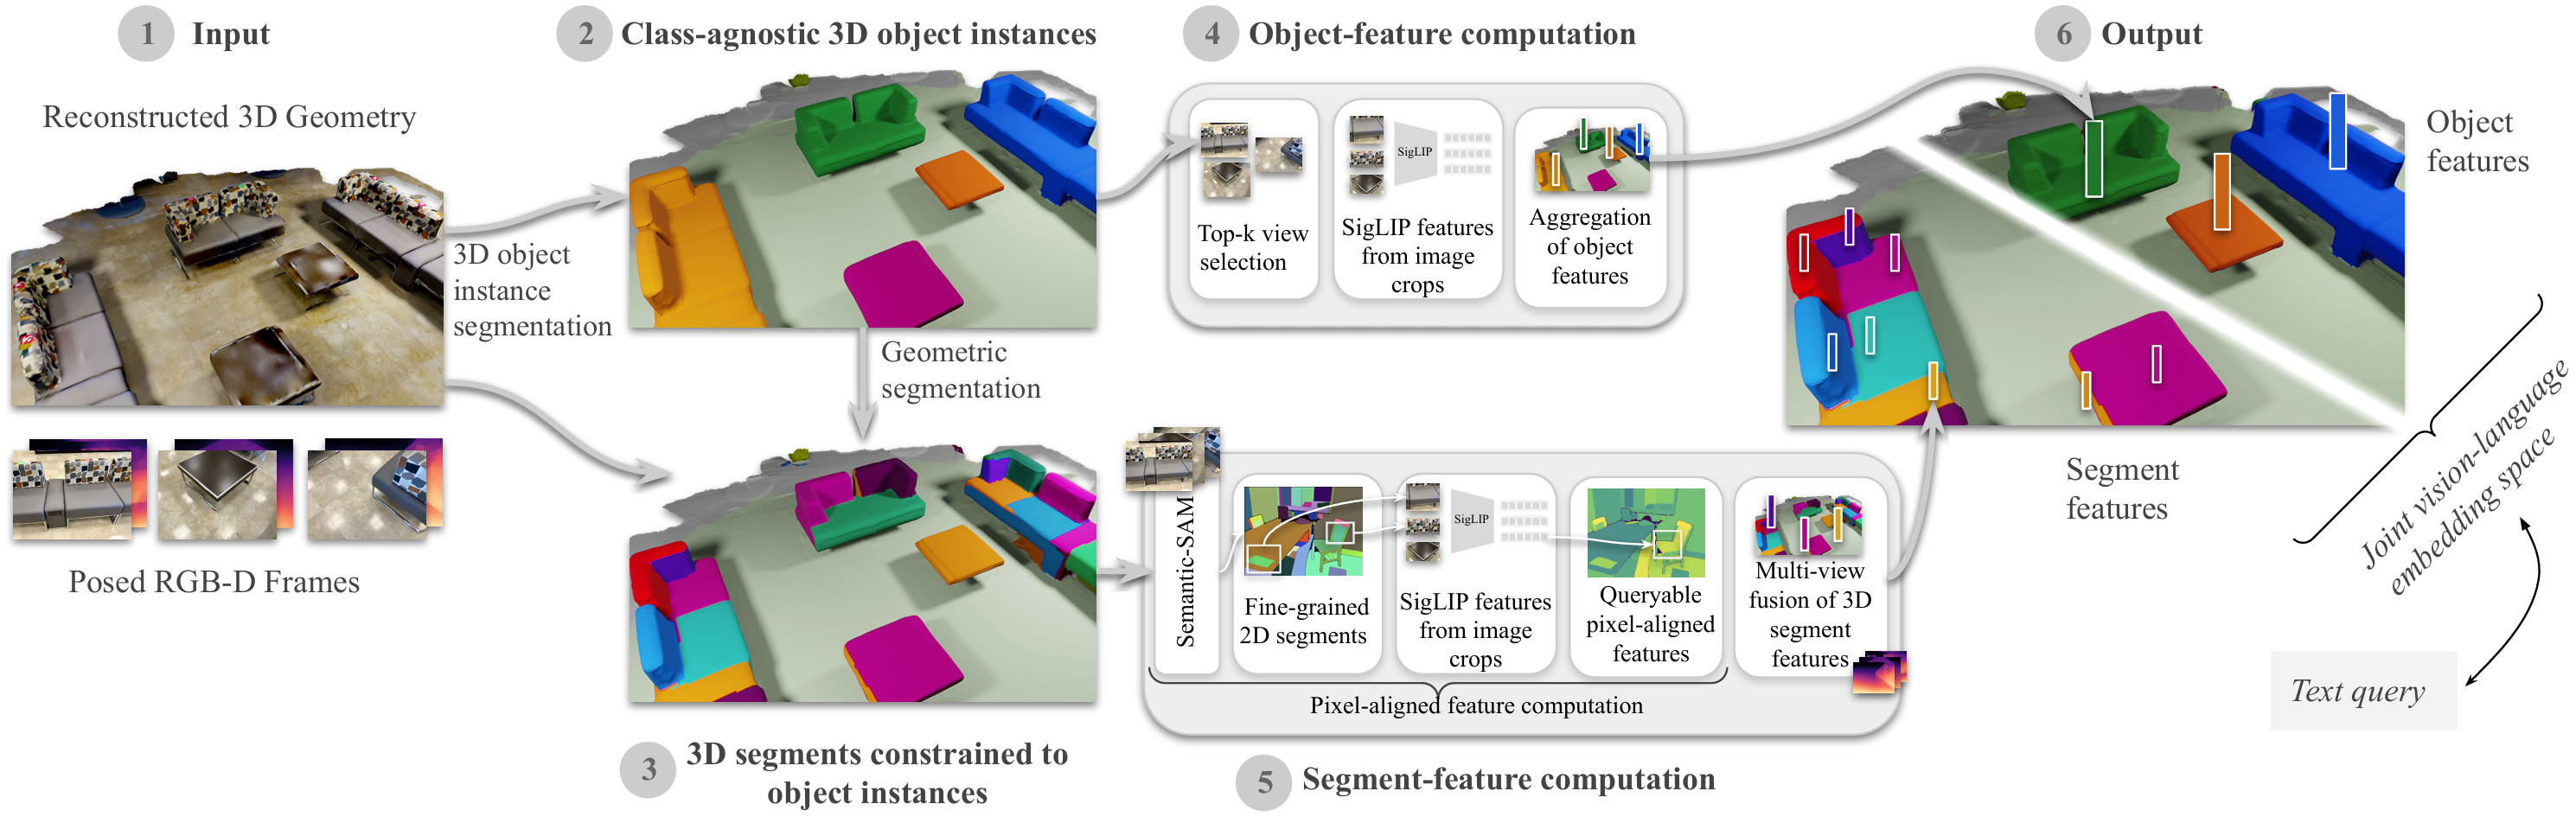 1 Input
Reconstructed 3D Geometry
Posed RGB-D Frames
3D object
instance
segmentation
2 Class-agnostic 3D object instances
Geometric
segmentation
3 3D segments constrained to
object instances
4 Object-feature computation
Top-k view
selection
SigLIP
SigLIP features
from image
crops
Aggregation
of object
features
Semantic-SAM
Fine-grained
2D segments
SigLIP
SigLIP features
from image
crops
Queryable
pixel-aligned
features
Multi-view
fusion of 3D
segment
features
Pixel-aligned feature computation
5 Segment-feature computation
6 Output
Object
features
Segment
features
Joint vision-language
embedding space
Text query